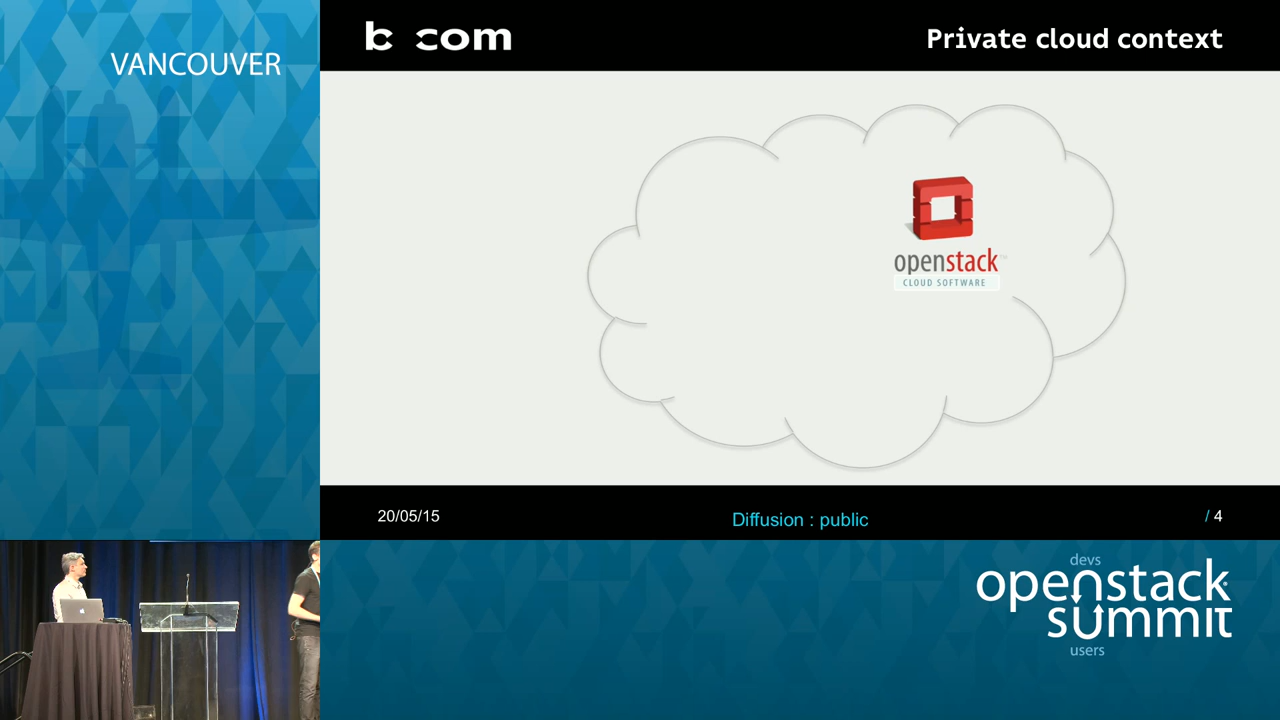 VANCOUVER
b com
Private cloud context
openstack
CLOUD SOFTWARE
20/05/15
Diffusion : public
/ 4
devs
openstack
summit
users